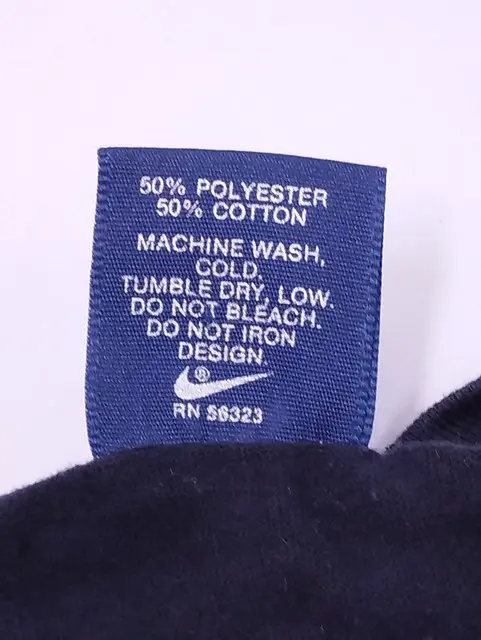 50% POLYESTER
50% COTTON
MACHINE WASH,
COLD.
TUMBLE DRY, LOW.
DO NOT BLEACH.
DO NOT IRON
DESIGN
®
RN 56323